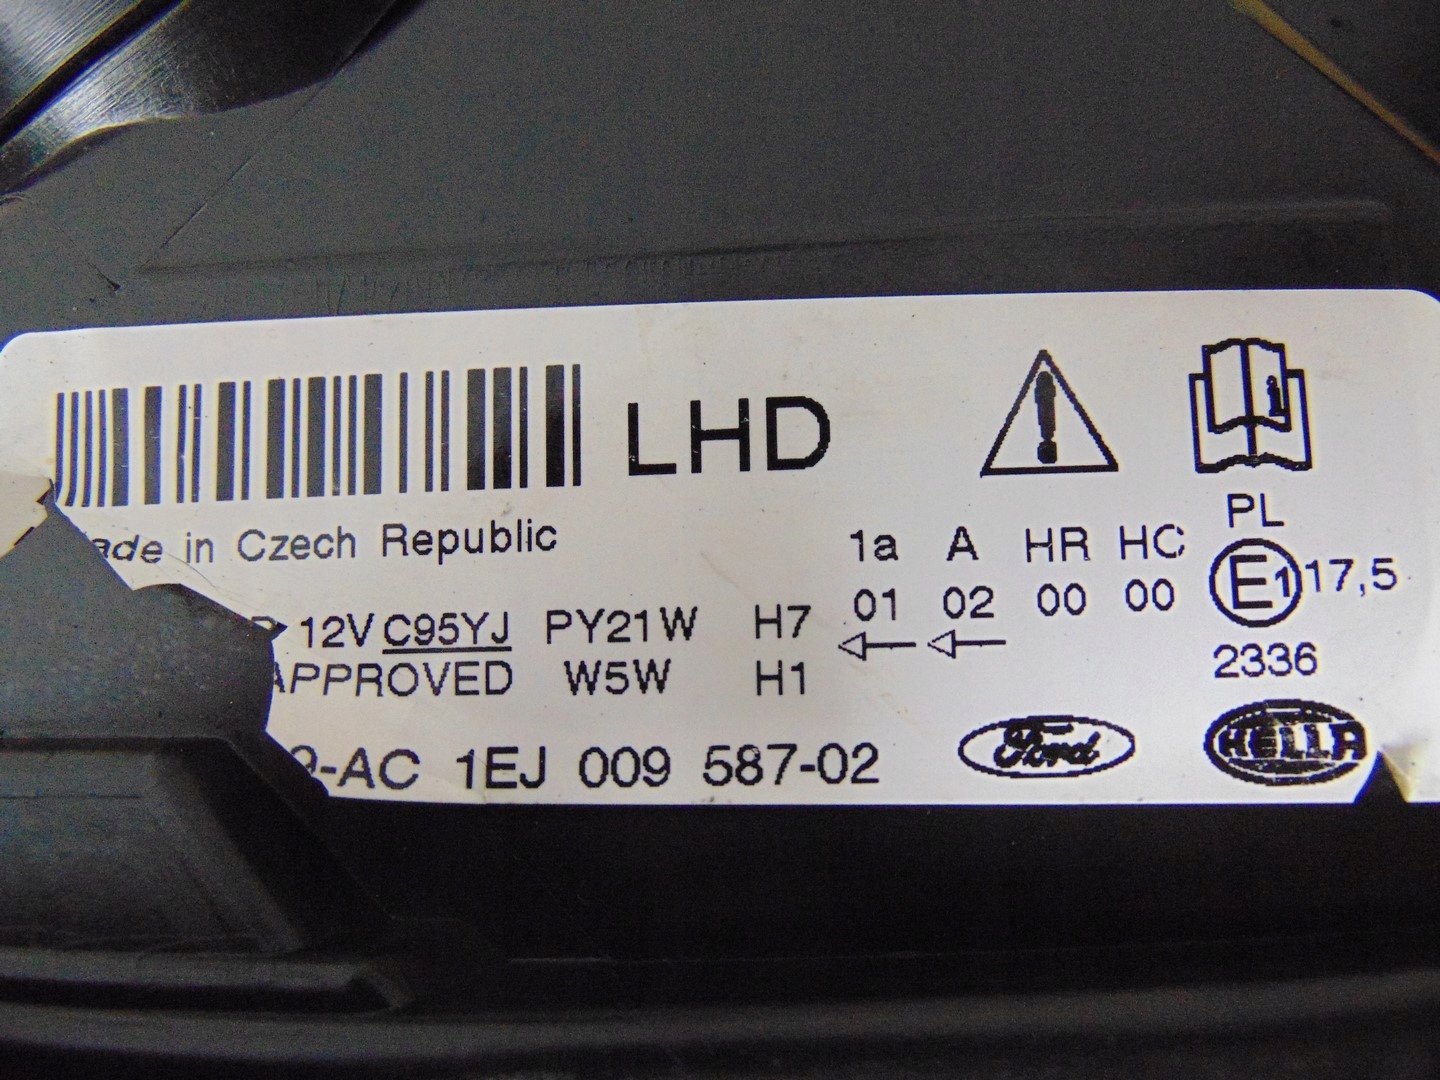 LHD
ade in Czech Republic
1a A HR HC PL
01 02 00 00 E1 17,5
12V C95YJ PY21W H7
2336
APPROVED W5W H1
9-AC 1EJ 009 587-02
Ford HELLA